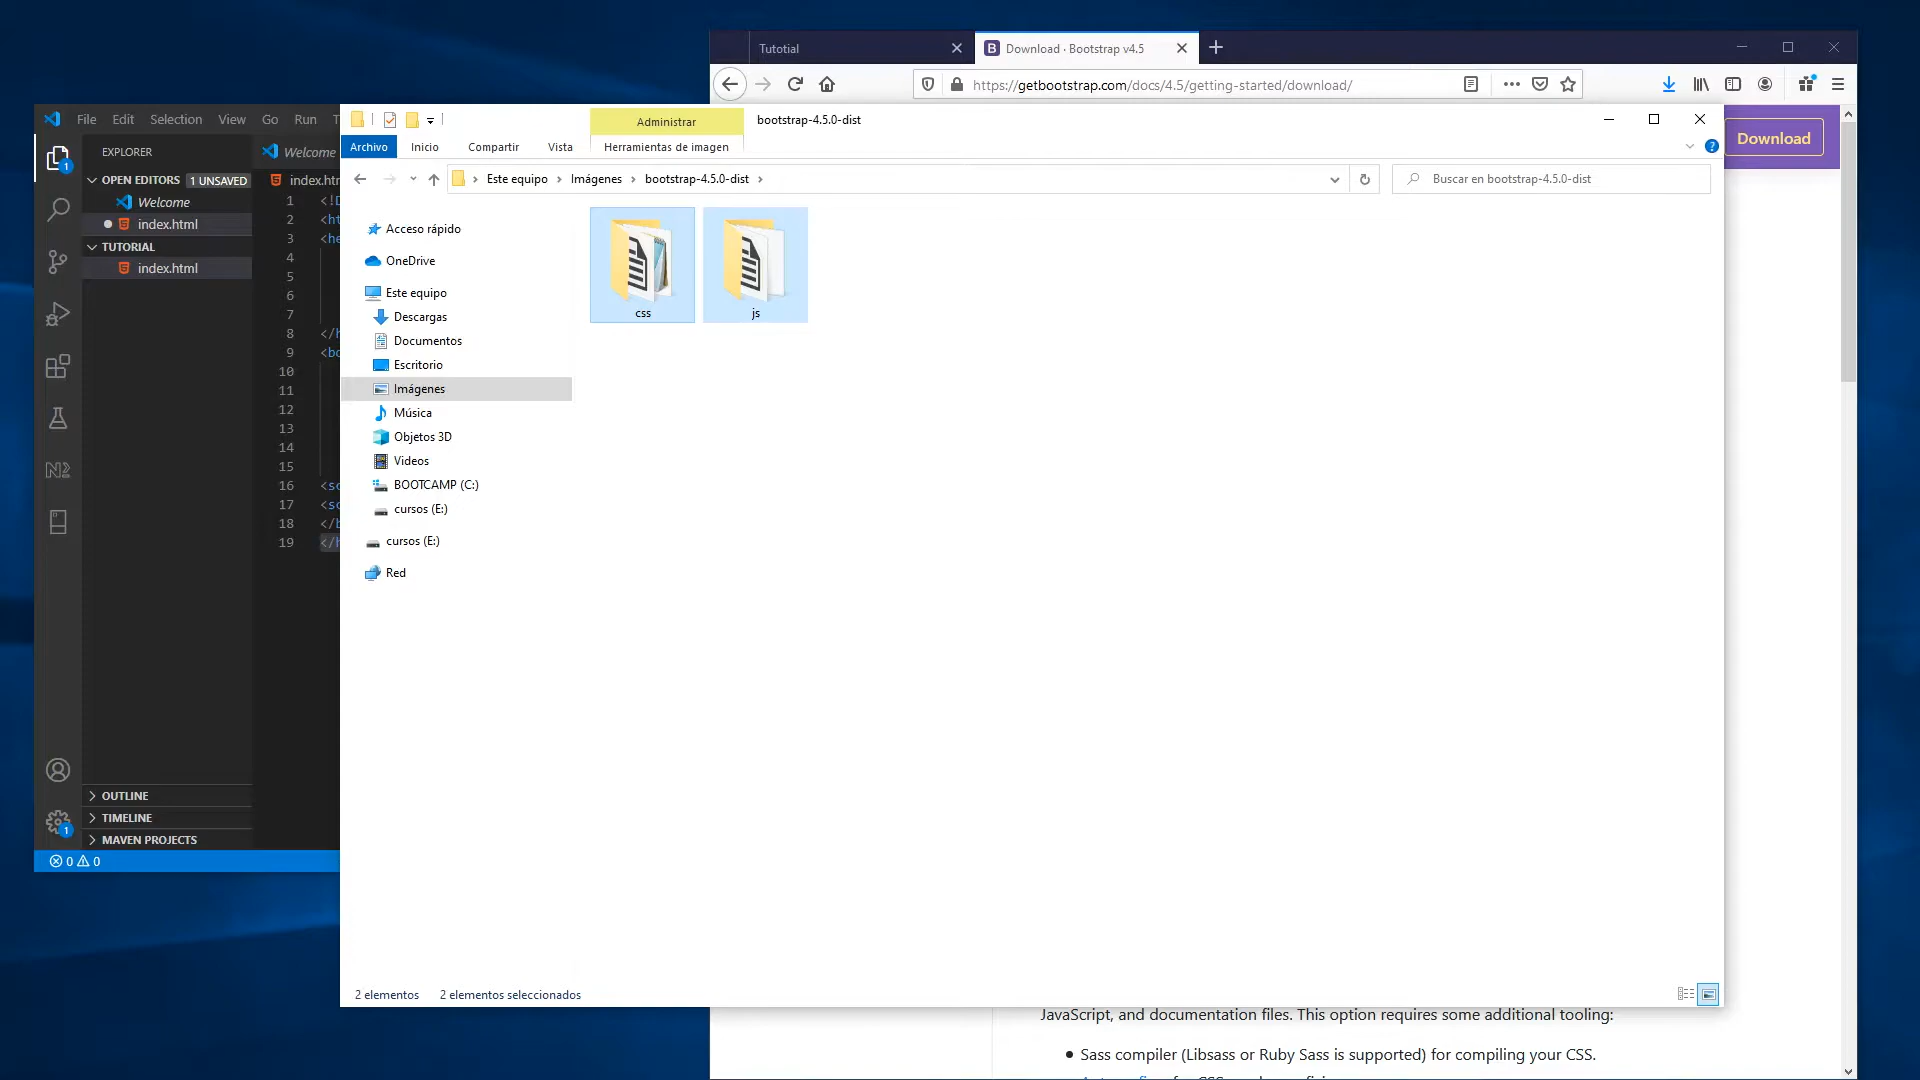 Tutotial
Download · Bootstrap v4.5
https://getbootstrap.com/docs/4.5/getting-started/download/
File Edit Selection View Go Run
Administrar
bootstrap-4.5.0-dist
Archivo Inicio Compartir Vista Herramientas de imagen
Download
EXPLORER
Welcome
Este equipo Imágenes bootstrap-4.5.0-dist
Buscar en bootstrap-4.5.0-dist
OPEN EDITORS 1 UNSAVED
Welcome
index.html
TUTORIAL
index.html
1
2
3
4
5
6
7
8
9
10
11
12
13
14
15
16
17
18
19
Acceso rápido
OneDrive
Este equipo
Descargas
Documentos
Escritorio
Imágenes
Música
Objetos 3D
Videos
BOOTCAMP (C:)
cursos (E:)
cursos (E:)
Red
css
js
OUTLINE
TIMELINE
MAVEN PROJECTS
0 0
2 elementos 2 elementos seleccionados
JavaScript, and documentation files. This option requires some additional tooling:
Sass compiler (Libsass or Ruby Sass is supported) for compiling your CSS.